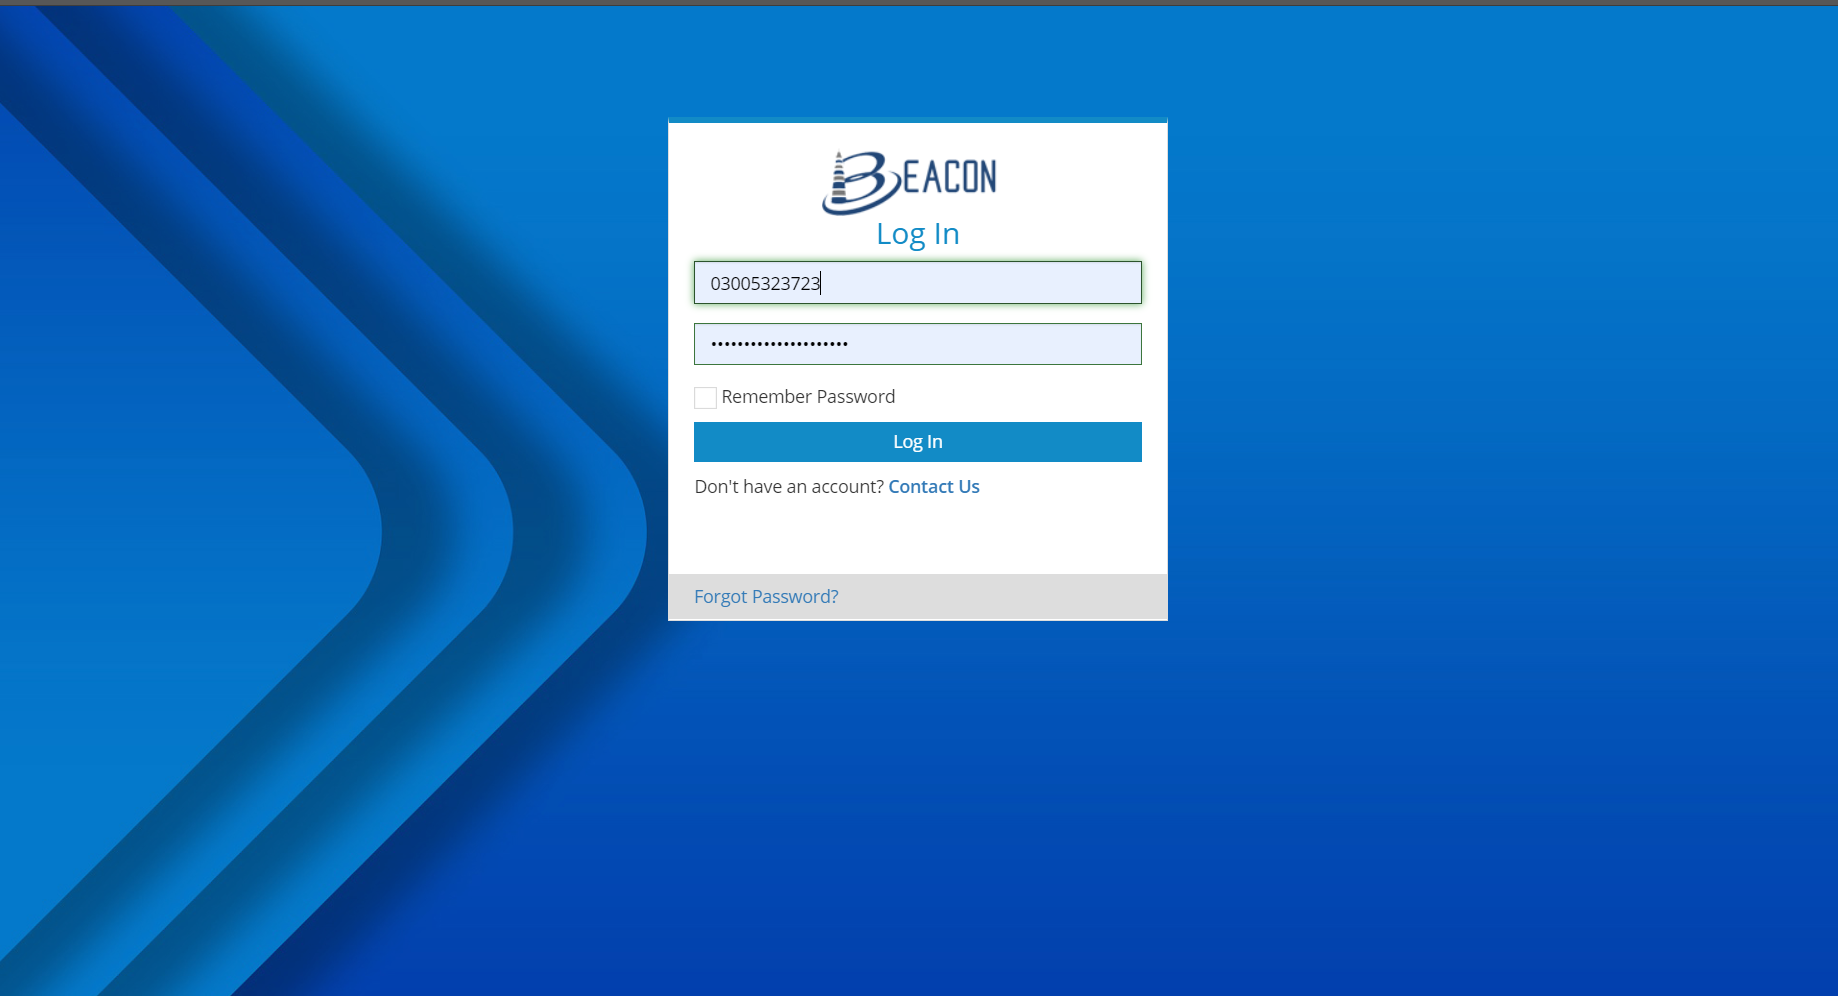 BEACON
Log In
03005323723
•••••••••••••••••••••
Remember Password
Log In
Don't have an account? Contact Us
Forgot Password?